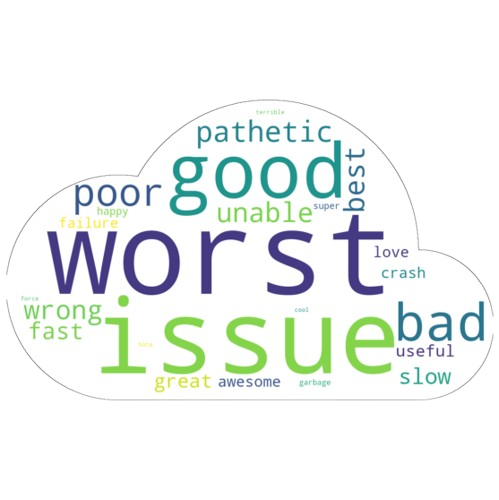 terrible
pathetic
good
best
poor
happy
super
unable
failure
worst
love
crash
force
wrong
cool
issue
bad
fast
useful
great
awesome
garbage
slow